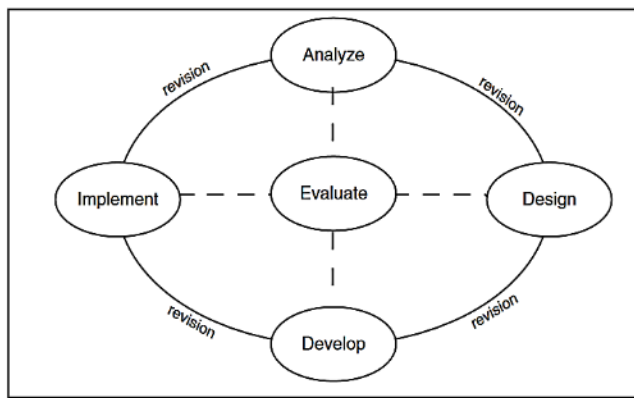 Analyze
revision
revision
Implement
Evaluate
Design
revision
revision
Develop